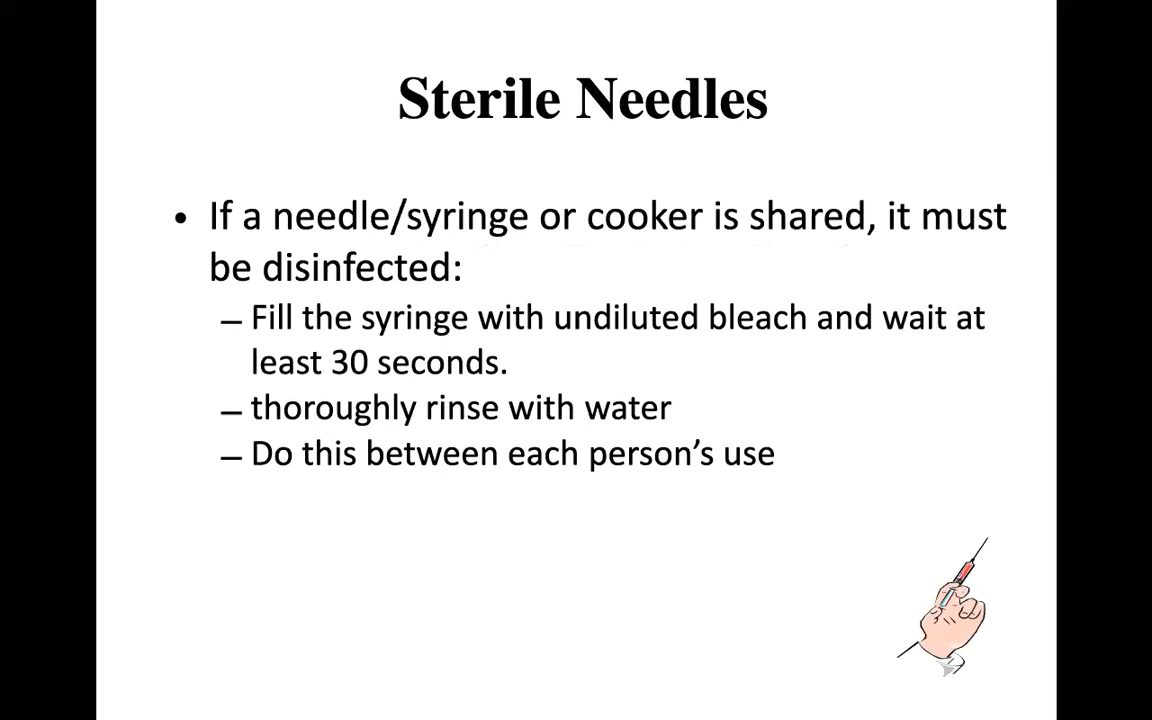 Sterile Needles
• If a needle/syringe or cooker is shared, it must
be disinfected:
– Fill the syringe with undiluted bleach and wait at
least 30 seconds.
– thoroughly rinse with water
– Do this between each person’s use